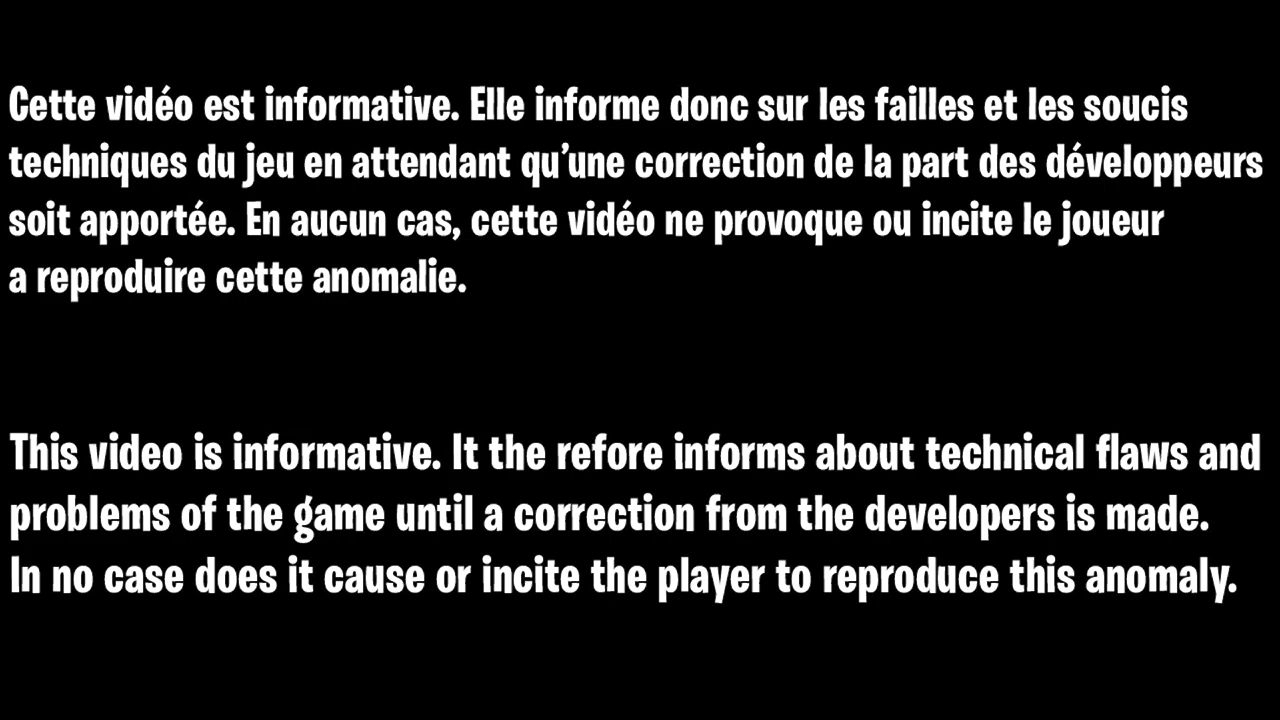 Cette vidéo est informative. Elle informe donc sur les failles et les soucis
techniques du jeu en attendant qu’une correction de la part des développeurs
soit apportée. En aucun cas, cette vidéo ne provoque ou incite le joueur
a reproduire cette anomalie.
This video is informative. It the refore informs about technical flaws and
problems of the game until a correction from the developers is made.
In no case does it cause or incite the player to reproduce this anomaly.